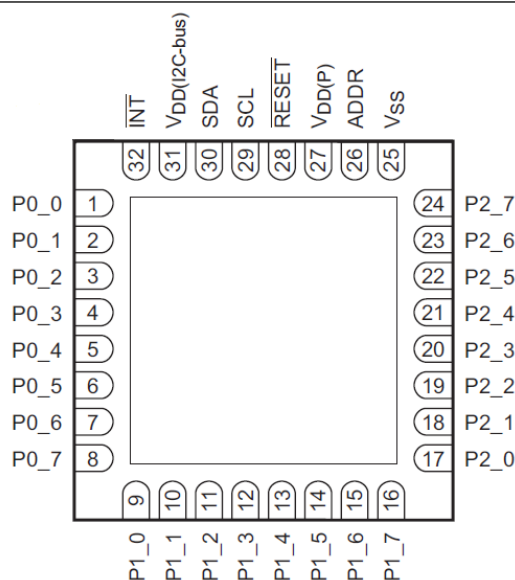 INT
VDD(I2C-bus)
SDA
SCL
RESET
VDD(P)
ADDR
VSS
32 31 30 29 28 27 26 25
P0_0 1 24 P2_7
P0_1 2 23 P2_6
P0_2 3 22 P2_5
P0_3 4 21 P2_4
P0_4 5 20 P2_3
P0_5 6 19 P2_2
P0_6 7 18 P2_1
P0_7 8 17 P2_0
9 10 11 12 13 14 15 16
P1_0
P1_1
P1_2
P1_3
P1_4
P1_5
P1_6
P1_7